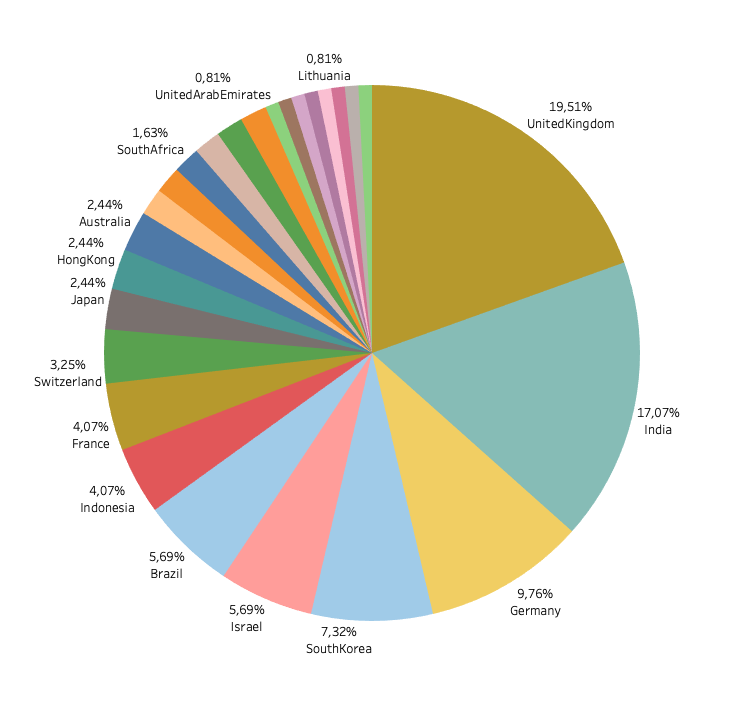 0,81%
Lithuania
0,81%
UnitedArabEmirates
19,51%
UnitedKingdom
1,63%
SouthAfrica
2,44%
Australia
2,44%
HongKong
2,44%
Japan
3,25%
Switzerland
17,07%
India
4,07%
France
4,07%
Indonesia
5,69%
Brazil
9,76%
Germany
5,69%
Israel
7,32%
SouthKorea